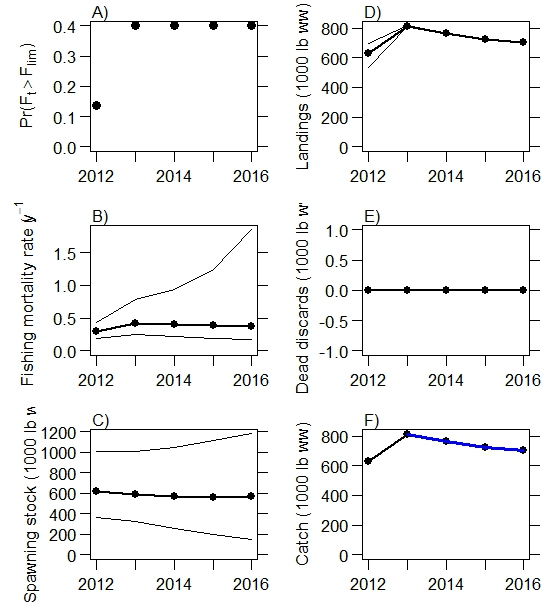 A)
Pr(Ft > Flim)
0.4
0.3
0.2
0.1
0.0
2012 2014 2016
D)
Landings (1000 lb ww)
800
600
400
200
0
2012 2014 2016
B)
Fishing mortality rate (y−1
1.5
1.0
0.5
0.0
2012 2014 2016
E)
Dead discards (1000 lb w
1.0
0.5
0.0
-0.5
-1.0
2012 2014 2016
C)
Spawning stock (1000 lb w
1200
1000
800
600
400
200
0
2012 2014 2016
F)
Catch (1000 lb ww)
800
600
400
200
0
2012 2014 2016